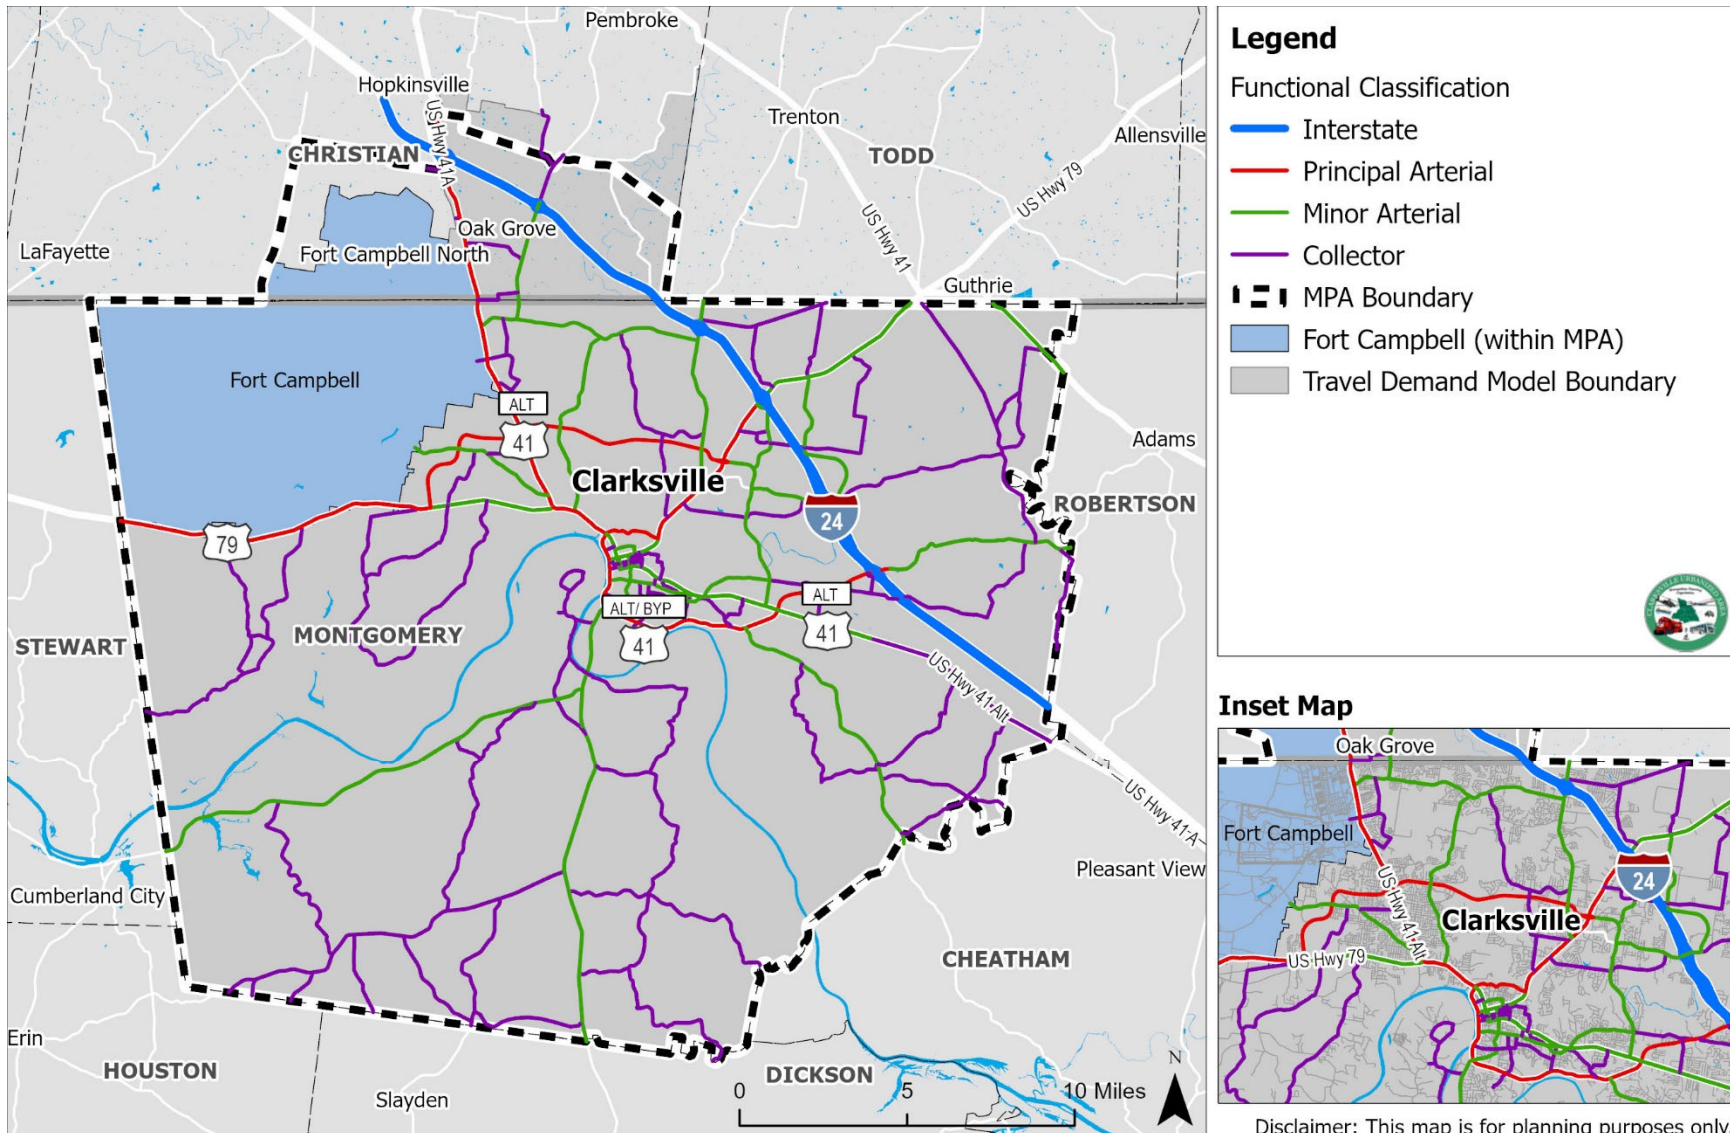 Pembroke
Hopkinsville
US Hwy 41A
Trenton
Allensville
CHRISTIAN
TODD
US Hwy 79
LaFayette
Oak Grove
Fort Campbell North
US Hwy 41
Guthrie
Fort Campbell
ALT
41
Adams
Clarksville
24
ROBERTSON
79
ALT/ BYP
41
ALT
41
STEWART
MONTGOMERY
US Hwy 41 Alt
US Hwy 41 A
Pleasant View
Cumberland City
CHEATHAM
Erin
HOUSTON
Slayden
DICKSON
N
0 5 10 Miles
Legend
Functional Classification
Interstate
Principal Arterial
Minor Arterial
Collector
MPA Boundary
Fort Campbell (within MPA)
Travel Demand Model Boundary
Inset Map
Oak Grove
Fort Campbell
24
US Hwy 41 Alt
Clarksville
US Hwy 79
Disclaimer: This map is for planning purposes only